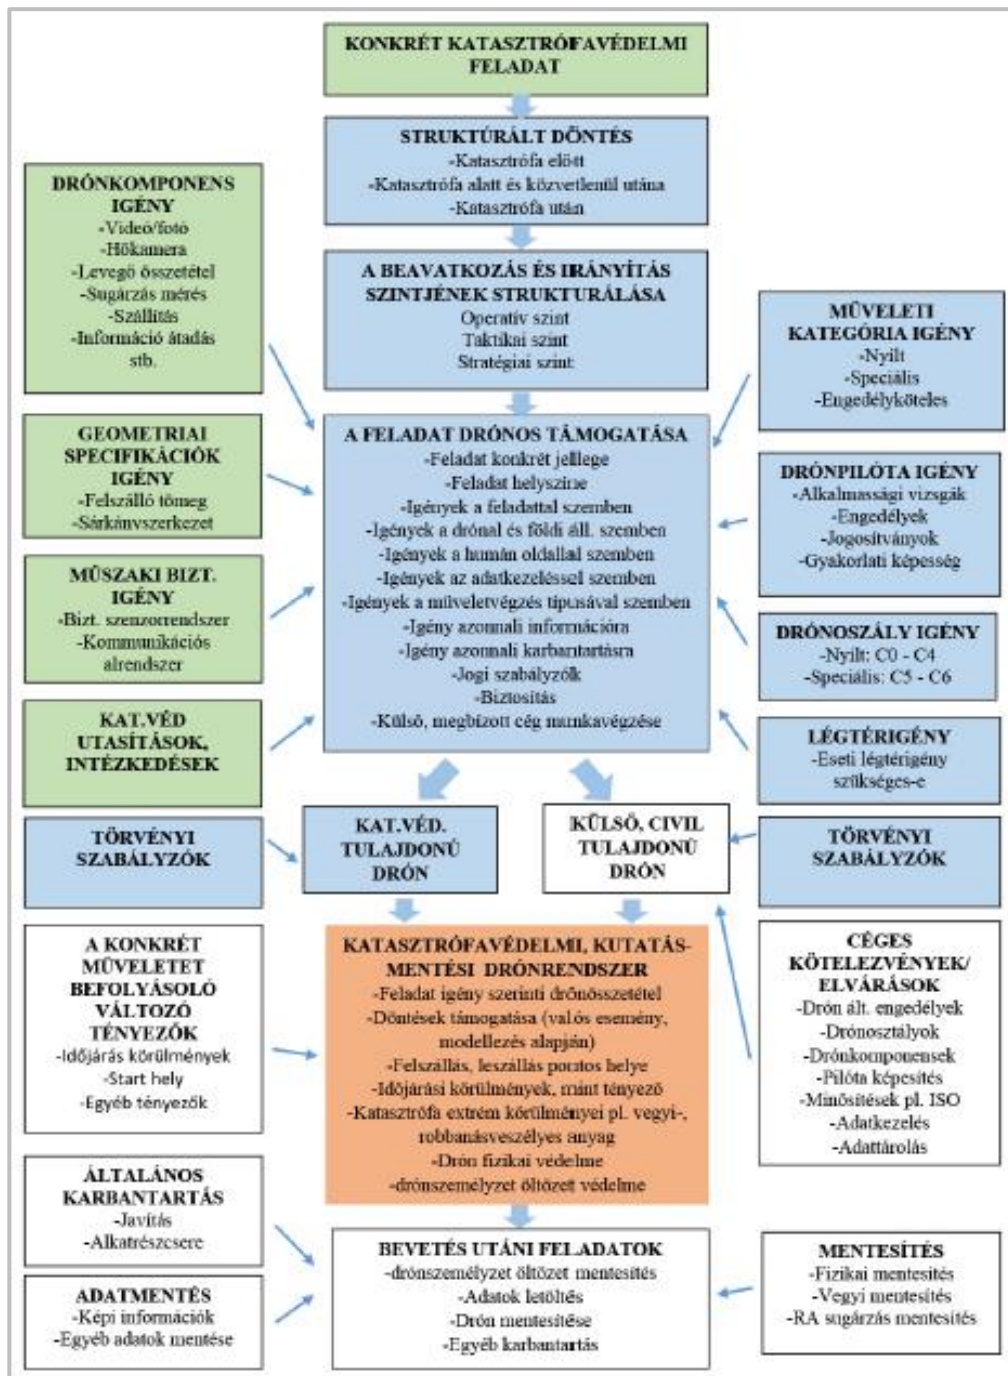 KONKRÉT KATASZTRÓFAVÉDELMI
FELADAT
STRUKTÚRÁLT DÖNTÉS
-Katasztrófa előtt
-Katasztrófa alatt és közvetlenül utána
-Katasztrófa után
A BEAVATKOZÁS ÉS IRÁNYÍTÁS
SZINTJÉNEK STRUKTURÁLÁSA
Operatív szint
Taktikai szint
Stratégiai szint
DRÓNKOMPONENS
IGÉNY
-Videó/fotó
-Hőkamera
-Levegő összetétel
-Sugárzás mérés
-Szállítás
-Információ átadás
stb.
GEOMETRIAI
SPECIFIKÁCIÓK
IGÉNY
-Felszálló tömeg
-Sárkányszerkezet
MŰSZAKI BIZT.
IGÉNY
-Bizt. szenzorrendszer
-Kommunikációs
alrendszer
KAT.VÉD
UTASÍTÁSOK,
INTÉZKEDÉSEK
TÖRVÉNYI
SZABÁLYZÓK
A FELADAT DRÓNOS TÁMOGATÁSA
-Feladat konkrét jellege
-Feladat helyszíne
-Igények a feladattal szemben
-Igények a drónal és földi áll. szemben
-Igények a humán oldallal szemben
-Igények az adatkezeléssel szemben
-Igények a műveletvégzés típusával szemben
-Igény azonnali információra
-Igény azonnali karbantartásra
-Jogi szabályzók
-Biztosítás
-Külső, megbízott cég munkavégzése
MŰVELETI
KATEGÓRIA IGÉNY
-Nyílt
-Speciális
-Engedélyköteles
DRÓNPILÓTA IGÉNY
-Alkalmassági vizsgák
-Engedélyek
-Jogosítványok
-Gyakorlati képesség
DRÓNOSZÁLY IGÉNY
-Nyílt: C0 - C4
-Speciális: C5 - C6
LÉGTÉRIGÉNY
-Eseti légtérigény
szükséges-e
TÖRVÉNYI
SZABÁLYZÓK
KAT.VÉD.
TULAJDONÚ
DRÓN
KÜLSŐ, CIVIL
TULAJDONÚ
DRÓN
A KONKRÉT
MŰVELETET
BEFOLYÁSOLÓ
VÁLTOZÓ
TÉNYEZŐK
-Időjárás körülmények
-Start hely
-Egyéb tényezők
KATASZTRÓFAVÉDELMI, KUTATÁS-
MENTÉSI DRÓNRENDSZER
-Feladat igény szerinti drónösszetétel
-Döntések támogatása (valós esemény,
modellezés alapján)
-Felszállás, leszállás pontos helye
-Időjárási körülmények, mint tényező
-Katasztrófa extrém körülményei pl. vegyi-,
robbanásveszélyes anyag
-Drón fizikai védelme
-drónszemélyzet öltözett védelme
CÉGES
KÖTELEZVÉNYEK/
ELVÁRÁSOK
-Drón ált. engedélyek
-Drónosztályok
-Drónkomponensek
-Pilóta képesítés
-Minősítések pl. ISO
-Adatkezelés
-Adattárolás
ÁLTALÁNOS
KARBANTARTÁS
-Javítás
-Alkatrészcsere
ADATMENTÉS
-Képi információk
-Egyéb adatok mentése
BEVETÉS UTÁNI FELADATOK
-drónszemélyzet öltözet mentesítés
-Adatok letöltés
-Drón mentesítése
-Egyéb karbantartás
MENTESÍTÉS
-Fizikai mentesítés
-Vegyi mentesítés
-RA sugárzás mentesítés